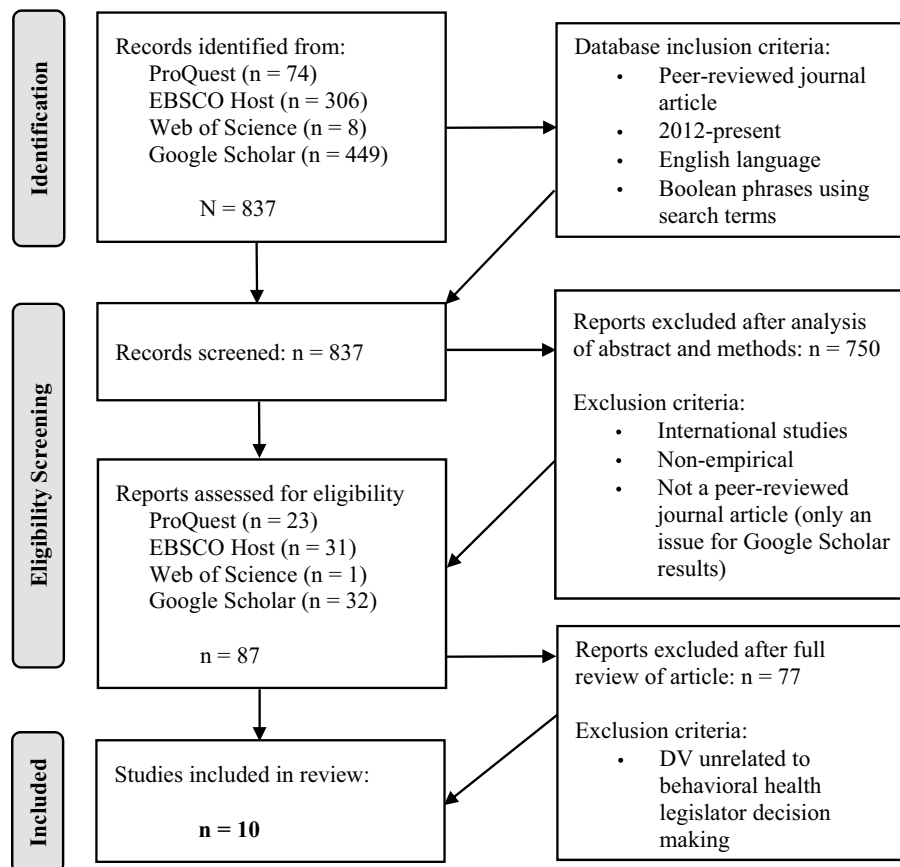 Identification
Records identified from:
ProQuest (n = 74)
EBSCO Host (n = 306)
Web of Science (n = 8)
Google Scholar (n = 449)
N = 837
Database inclusion criteria:
• Peer-reviewed journal
article
• 2012-present
• English language
• Boolean phrases using
search terms
Eligibility Screening
Records screened: n = 837
Reports excluded after analysis
of abstract and methods: n = 750
Exclusion criteria:
• International studies
• Non-empirical
• Not a peer-reviewed
journal article (only an
issue for Google Scholar
results)
Reports assessed for eligibility
ProQuest (n = 23)
EBSCO Host (n = 31)
Web of Science (n = 1)
Google Scholar (n = 32)
n = 87
Reports excluded after full
review of article: n = 77
Exclusion criteria:
• DV unrelated to
behavioral health
legislator decision
making
Included
Studies included in review:
n = 10